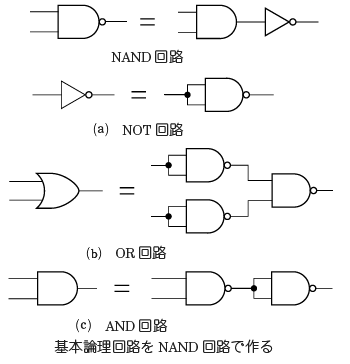 NAND 回路
(a) NOT 回路
(b) OR 回路
(c) AND 回路
基本論理回路を NAND 回路で作る